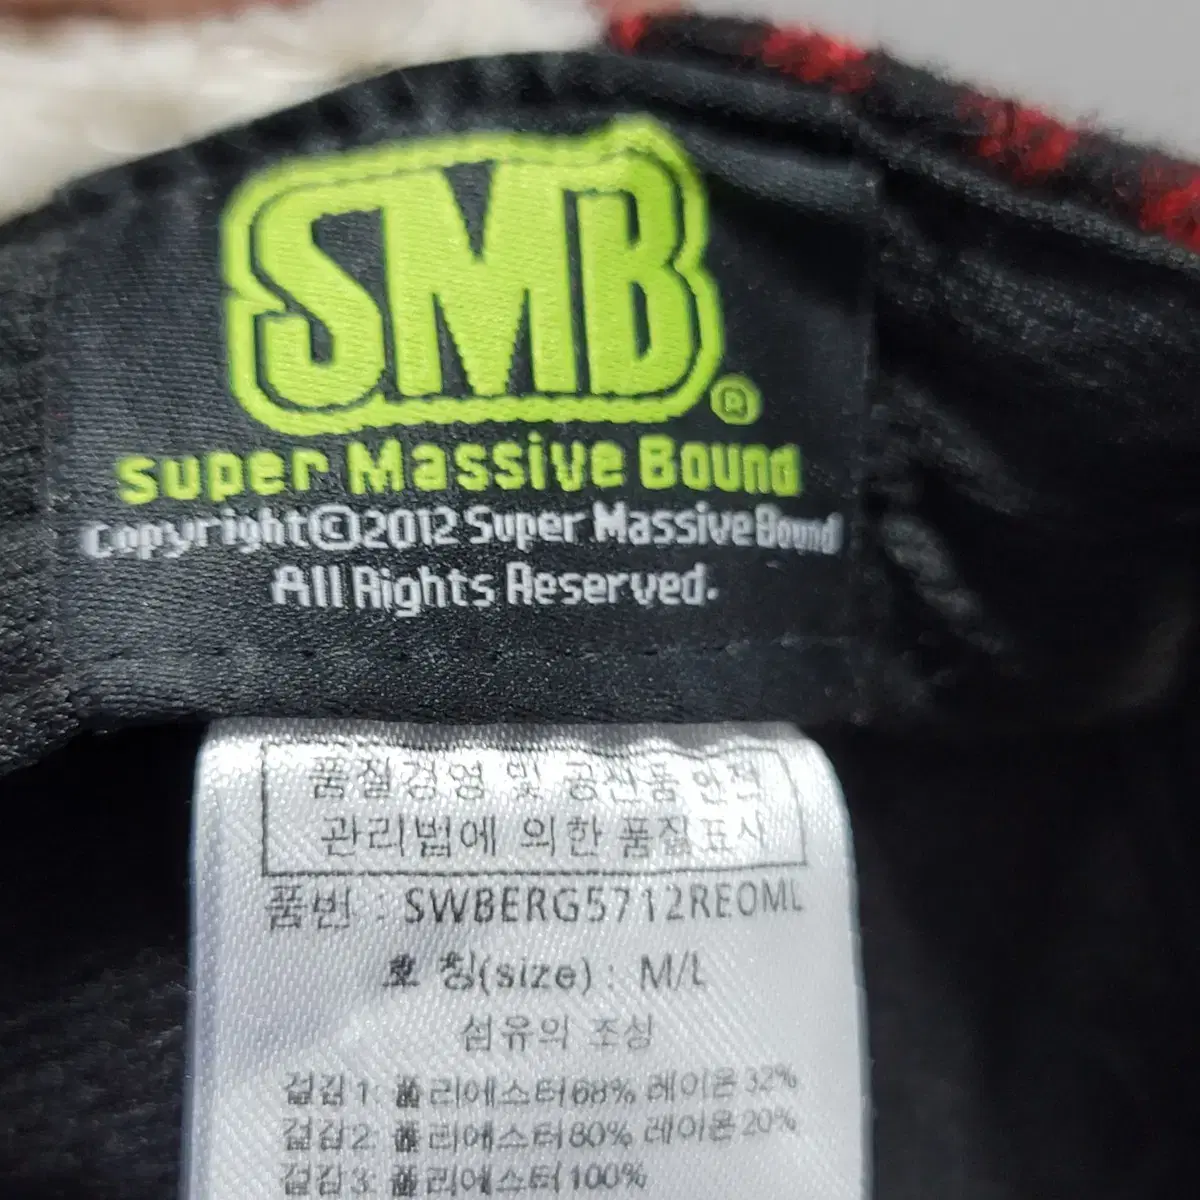 SMB
®
Super Massive Bound
Copyright©2012 Super Massive Bound
All Rights Reserved.
품질경영 및 공산품안전
관리법에 의한 품질표시
품번 : SWBERG5712REOML
호 칭(size) : M/L
섬유의 조성
겉감1: 폴리에스터68% 레이온32%
겉감2: 폴리에스터80% 레이온20%
겉감3: 폴리에스터100%